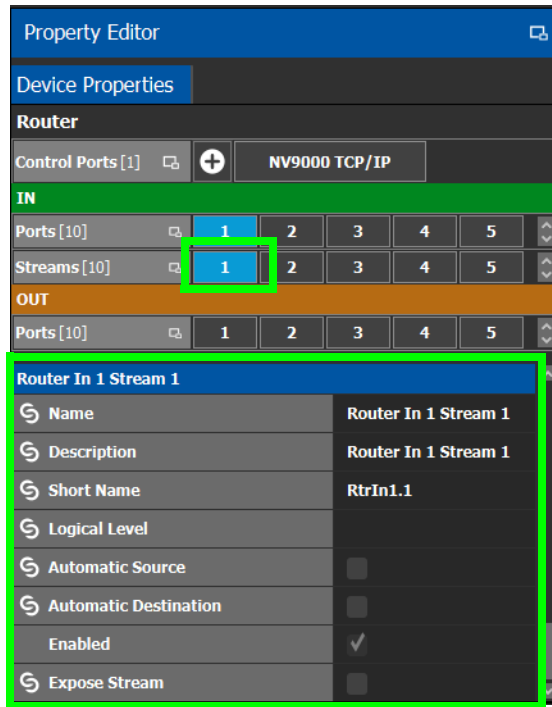 Property Editor
Device Properties
Router
Control Ports [1] NV9000 TCP/IP
IN
Ports [10] 1 2 3 4 5
Streams [10] 1 2 3 4 5
OUT
Ports [10] 1 2 3 4 5
Router In 1 Stream 1
Name Router In 1 Stream 1
Description Router In 1 Stream 1
Short Name RtrIn1.1
Logical Level
Automatic Source
Automatic Destination
Enabled
Expose Stream